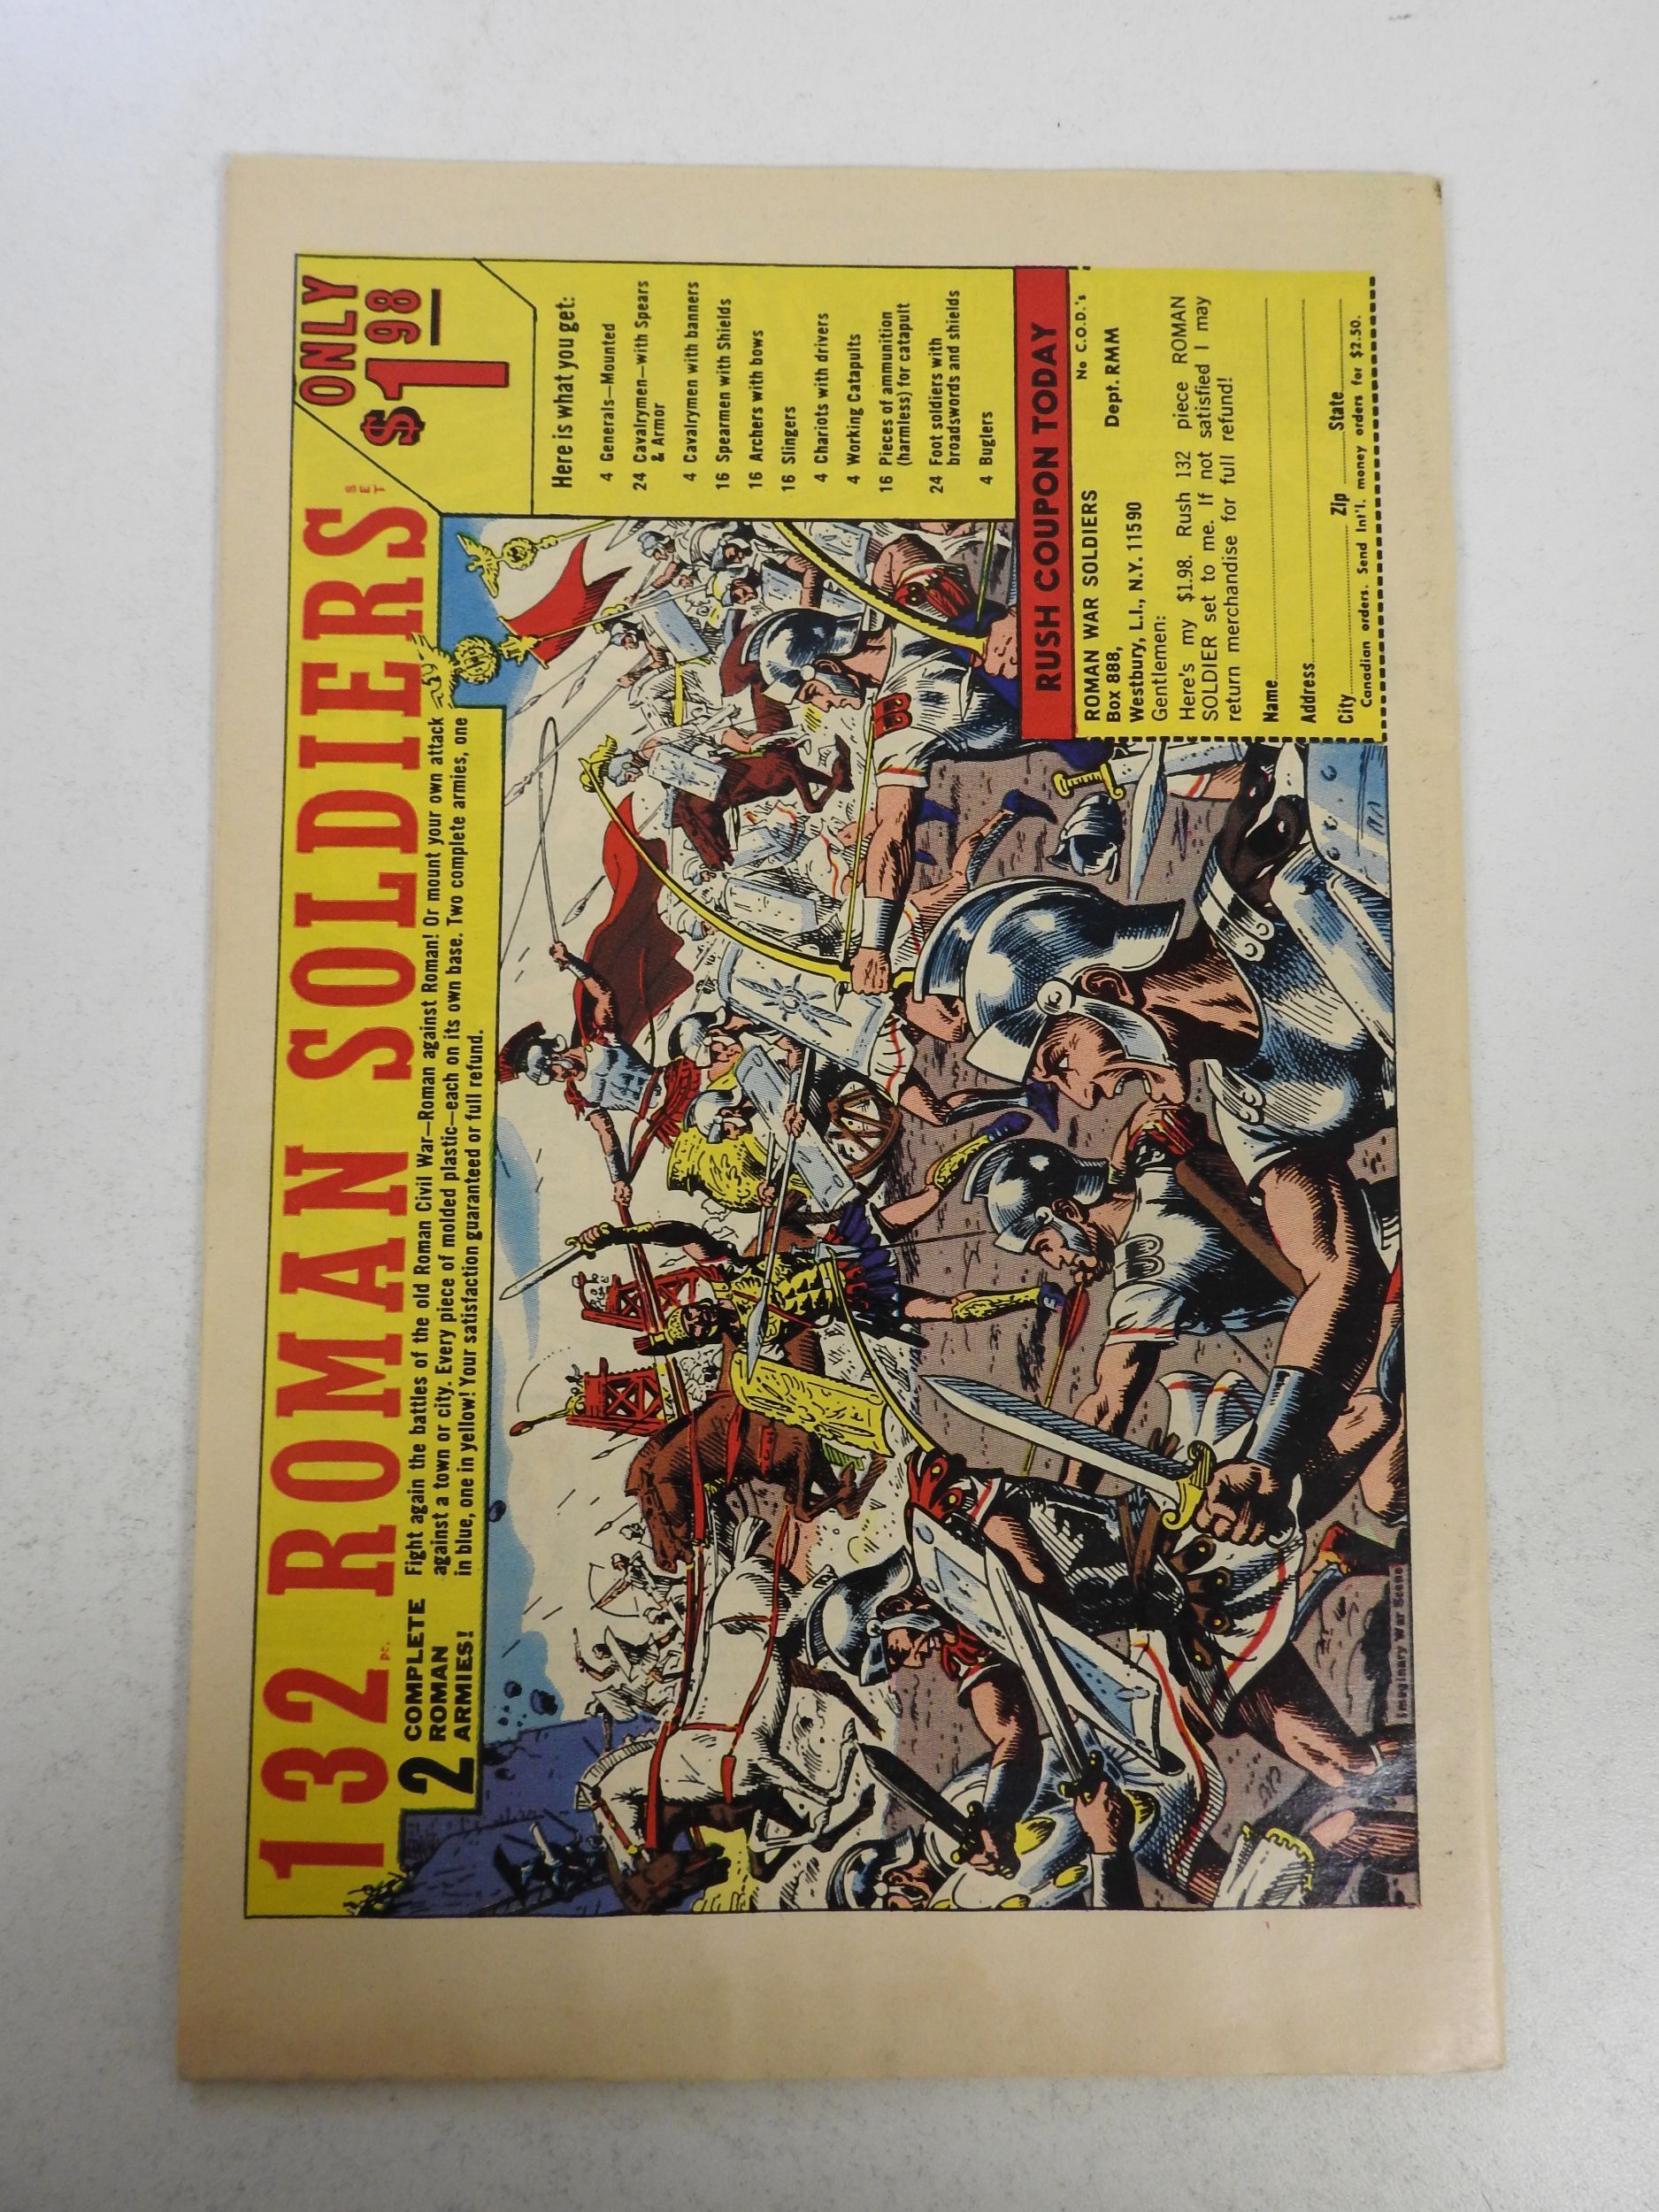 132 PC. ROMAN SOLDIERS SET
ONLY
$1.98
2 COMPLETE
ROMAN
ARMIES!
Fight again the battles of the old Roman Civil War—Roman against Roman! Or mount your own attack
against a town or city. Every piece of molded plastic—each on its own base. Two complete armies, one
in blue, one in yellow! Your satisfaction guaranteed or full refund.
Here is what you get:
4 Generals—Mounted
24 Cavalrymen—with Spears
& Armor
4 Cavalrymen with banners
16 Spearmen with Shields
16 Archers with bows
16 Slingers
4 Chariots with drivers
4 Working Catapults
16 Pieces of ammunition
(harmless) for catapult
24 Foot soldiers with
broadswords and shields
4 Buglers
RUSH COUPON TODAY
No C.O.D.'s
ROMAN WAR SOLDIERS
Box 888, Dept. RMM
Westbury, L.I., N.Y. 11590
Gentlemen:
Here's my $1.98. Rush 132 piece ROMAN
SOLDIER set to me. If not satisfied I may
return merchandise for full refund!
Name
Address
City Zip State
Canadian orders. Send Int'l. money orders for $2.50.
Imaginary War Scene